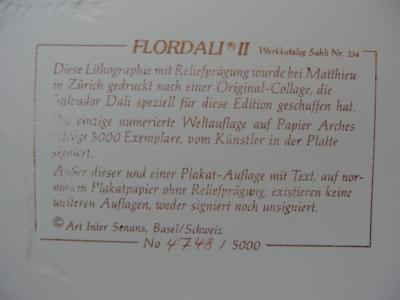 FLORDALI® II Werkkatalog Sahli Nr. 234
Diese Lithographie mit Reliefprägung wurde bei Matthieu
in Zürich gedruckt nach einer Original-Collage, die
Salvador Dali speziell für diese Edition geschaffen hat.
Die einzige numerierte Weltauflage auf Papier Arches
beträgt 5000 Exemplare, vom Künstler in der Platte
signiert.
Außer dieser und einer Plakat-Auflage mit Text, auf nor-
malem Plakatpapier ohne Reliefprägung, existieren keine
weiteren Auflagen, weder signiert noch unsigniert.
© Art Inter Senans, Basel/Schweiz
No 4748 / 5000